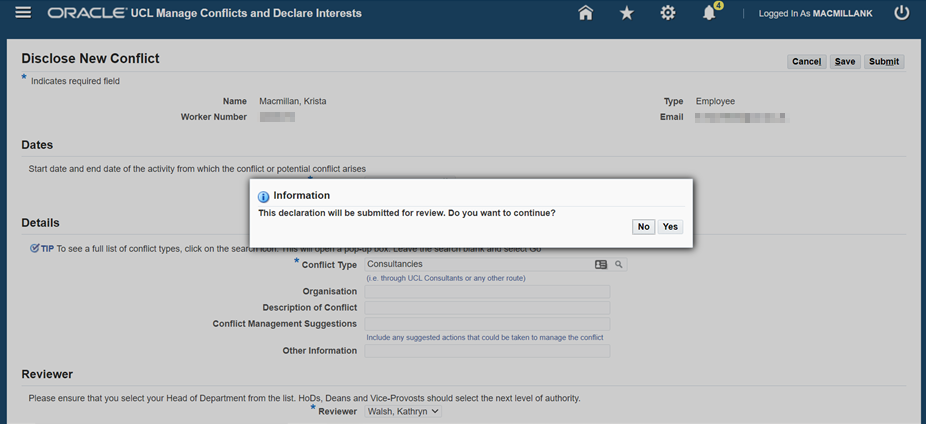 ORACLE® UCL Manage Conflicts and Declare Interests
4
Logged In As MACMILLANK
Disclose New Conflict
Cancel Save Submit
* Indicates required field
Name Macmillan, Krista Type Employee
Worker Number Email
Dates
Start date and end date of the activity from which the conflict or potential conflict arises
Information
This declaration will be submitted for review. Do you want to continue?
No Yes
Details
TIP To see a full list of conflict types, click on the search icon. This will open a pop-up box. Leave the search blank and select Go
* Conflict Type Consultancies
(i.e. through UCL Consultants or any other route)
Organisation
Description of Conflict
Conflict Management Suggestions
Include any suggested actions that could be taken to manage the conflict
Other Information
Reviewer
Please ensure that you select your Head of Department from the list. HoDs, Deans and Vice-Provosts should select the next level of authority.
* Reviewer Walsh, Kathryn